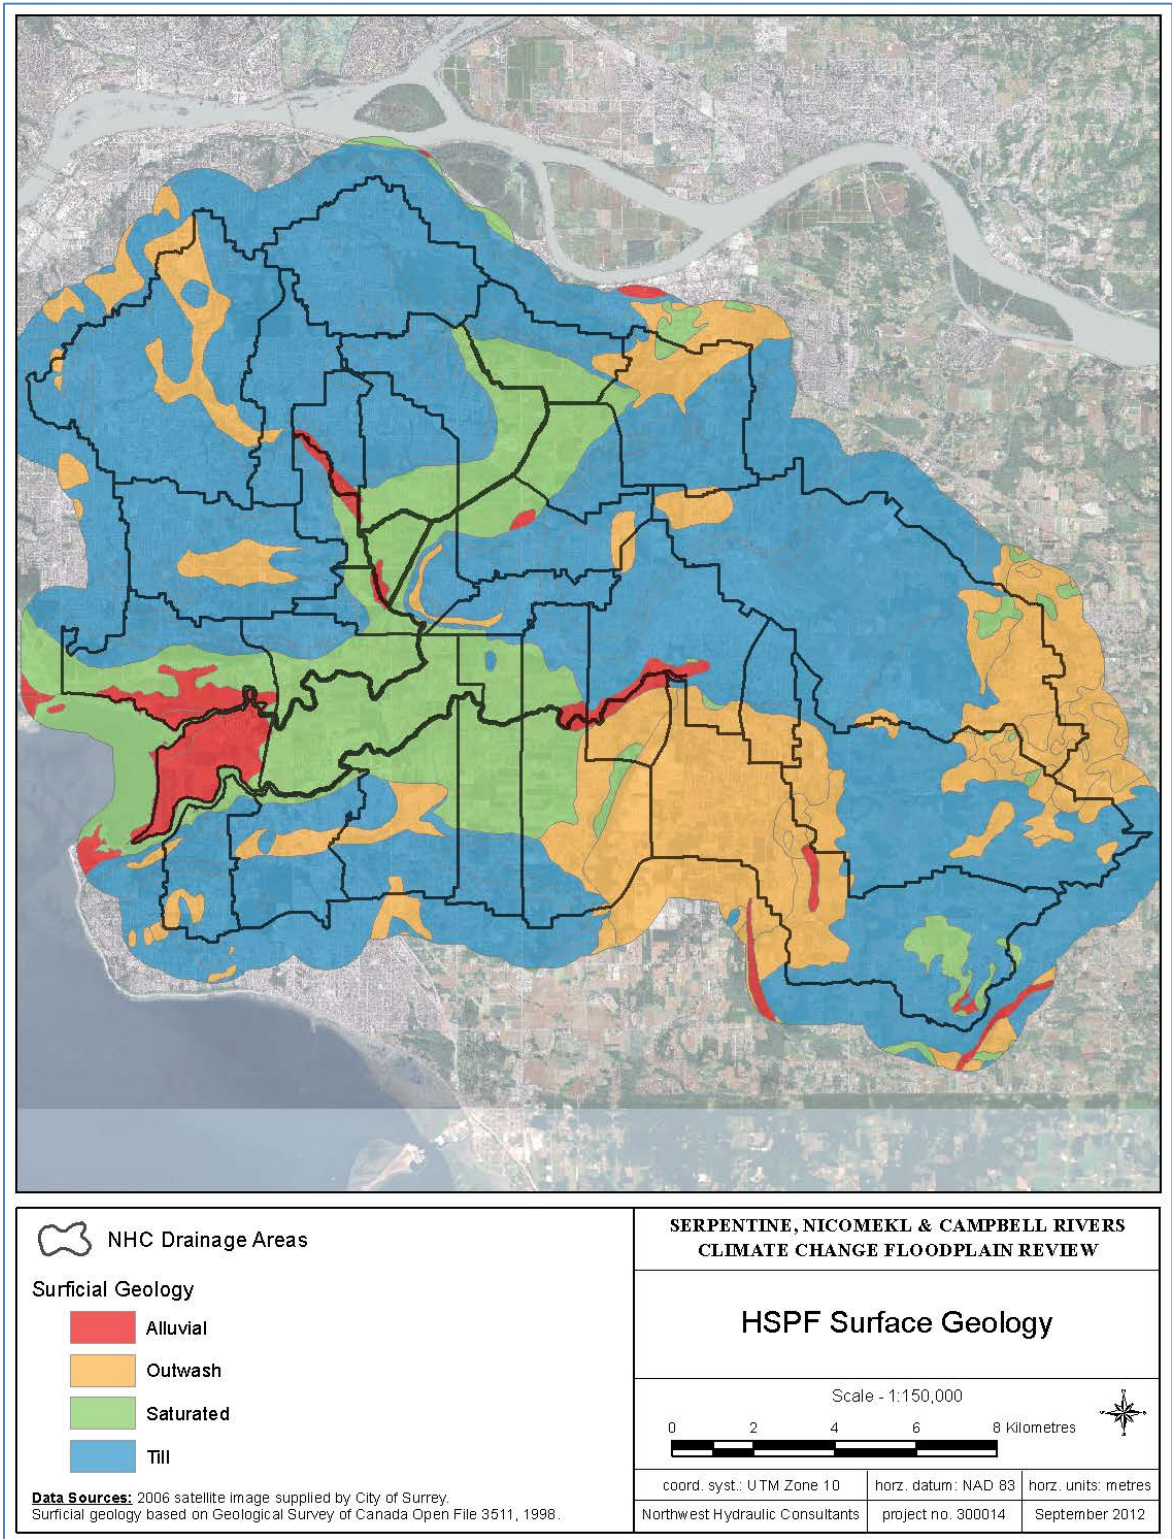 NHC Drainage Areas
Surficial Geology
Alluvial
Outwash
Saturated
Till
Data Sources: 2006 satellite image supplied by City of Surrey.
Surficial geology based on Geological Survey of Canada Open File 3511, 1998.
SERPENTINE, NICOMEKL & CAMPBELL RIVERS
CLIMATE CHANGE FLOODPLAIN REVIEW
HSPF Surface Geology
Scale - 1:150,000
0 2 4 6 8 Kilometres
coord. syst.: UTM Zone 10
horz. datum: NAD 83
horz. units: metres
Northwest Hydraulic Consultants
project no. 300014
September 2012